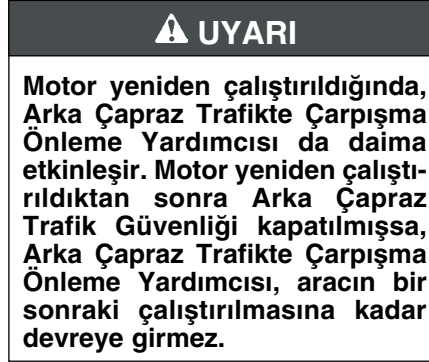 UYARI
Motor yeniden çalıştırıldığında,
Arka Çapraz Trafikte Çarpışma
Önleme Yardımcısı da daima
etkinleşir. Motor yeniden çalıştı-
rıldıktan sonra Arka Çapraz
Trafik Güvenliği kapatılmışsa,
Arka Çapraz Trafikte Çarpışma
Önleme Yardımcısı, aracın bir
sonraki çalıştırılmasına kadar
devreye girmez.